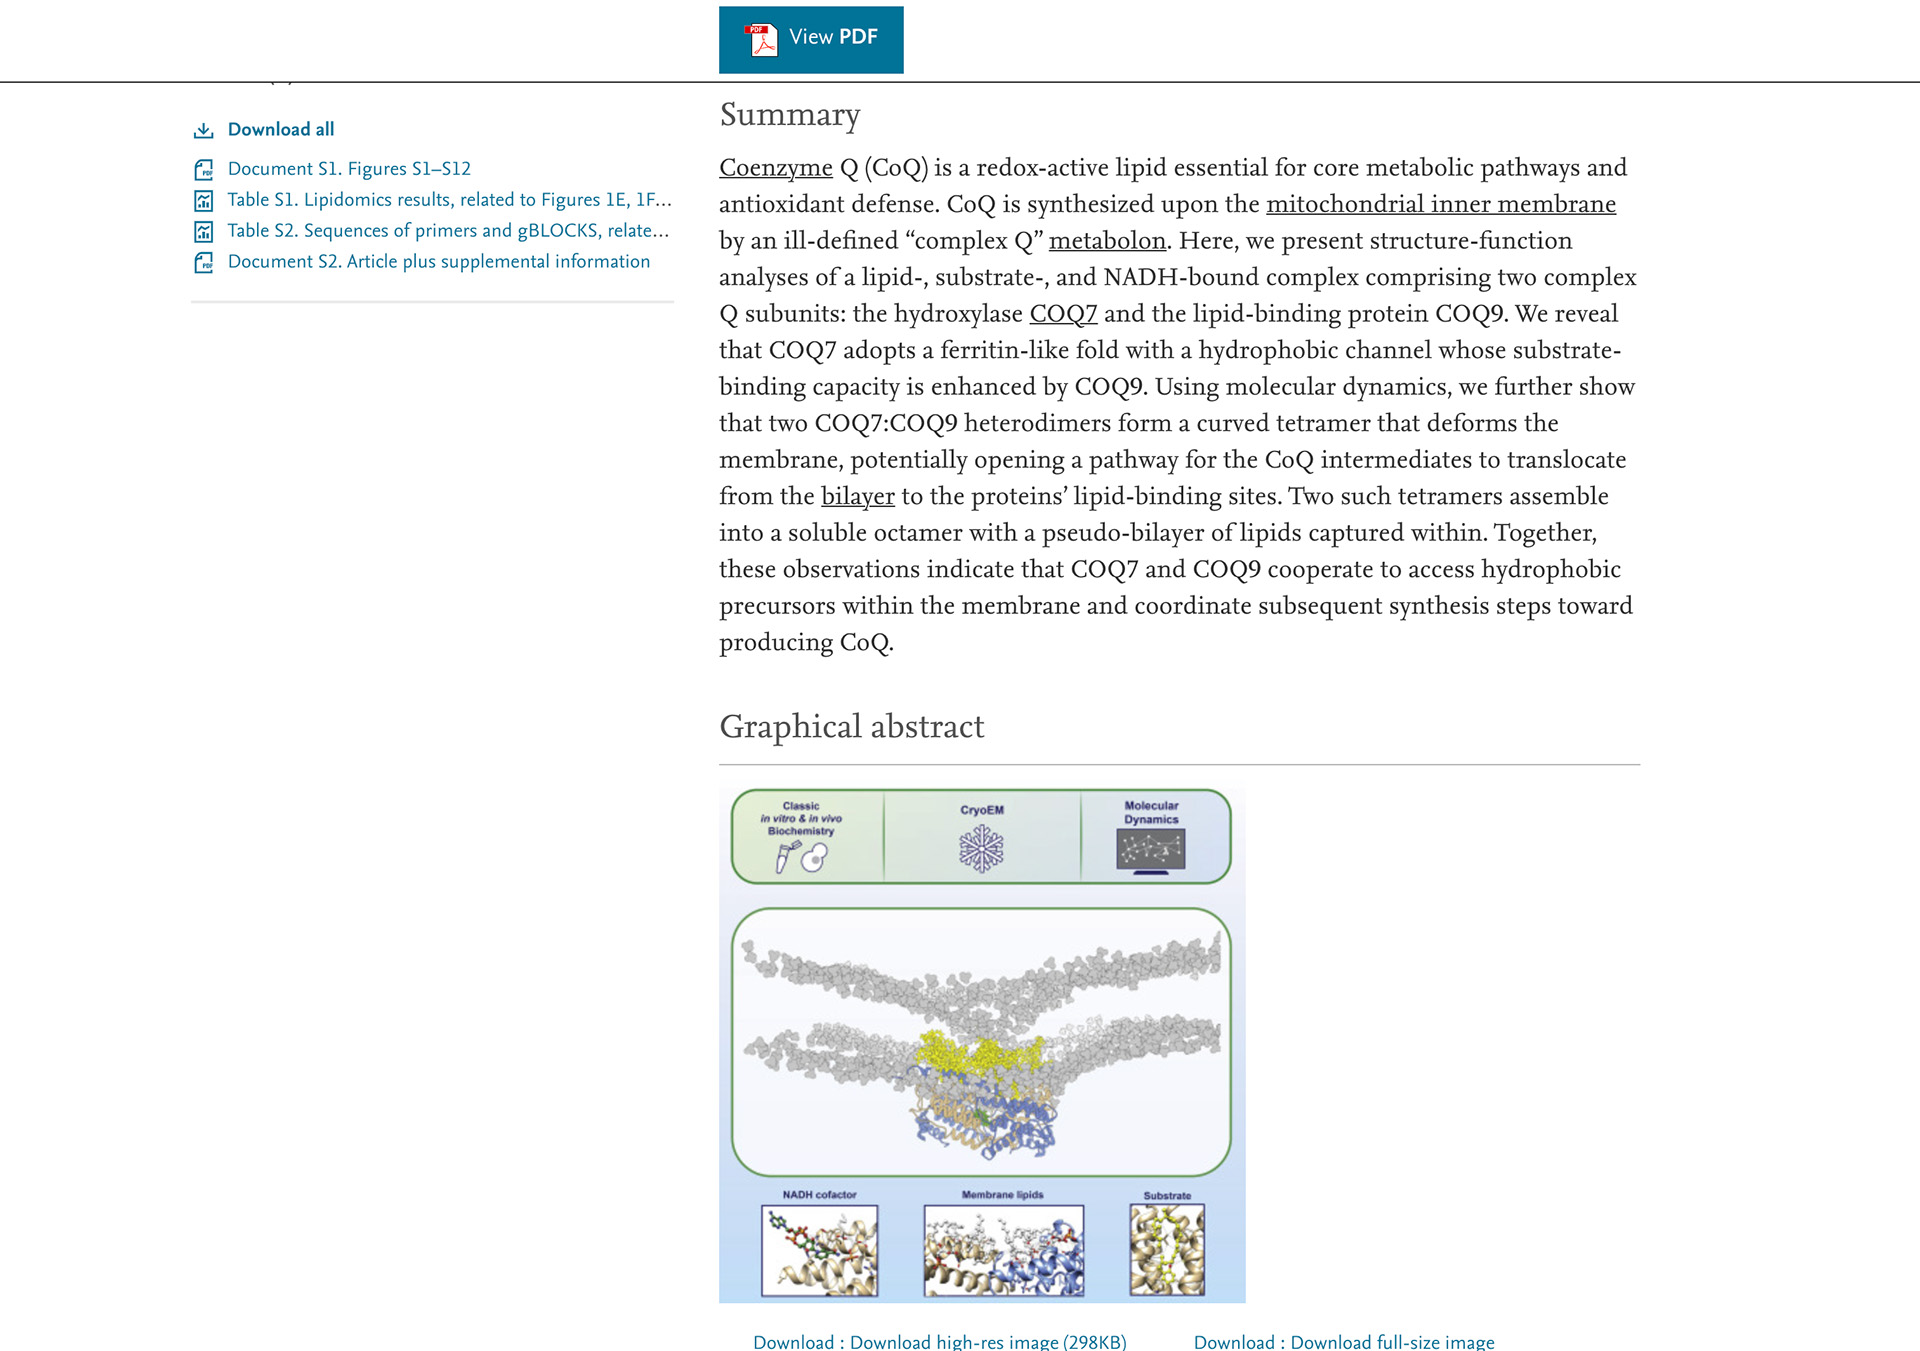 View PDF
Download all
Document S1. Figures S1–S12
Table S1. Lipidomics results, related to Figures 1E, 1F...
Table S2. Sequences of primers and gBLOCKS, relate...
Document S2. Article plus supplemental information
Summary
Coenzyme Q (CoQ) is a redox-active lipid essential for core metabolic pathways and
antioxidant defense. CoQ is synthesized upon the mitochondrial inner membrane
by an ill-defined “complex Q” metabolon. Here, we present structure-function
analyses of a lipid-, substrate-, and NADH-bound complex comprising two complex
Q subunits: the hydroxylase COQ7 and the lipid-binding protein COQ9. We reveal
that COQ7 adopts a ferritin-like fold with a hydrophobic channel whose substrate-
binding capacity is enhanced by COQ9. Using molecular dynamics, we further show
that two COQ7:COQ9 heterodimers form a curved tetramer that deforms the
membrane, potentially opening a pathway for the CoQ intermediates to translocate
from the bilayer to the proteins’ lipid-binding sites. Two such tetramers assemble
into a soluble octamer with a pseudo-bilayer of lipids captured within. Together,
these observations indicate that COQ7 and COQ9 cooperate to access hydrophobic
precursors within the membrane and coordinate subsequent synthesis steps toward
producing CoQ.
Graphical abstract
Classic
in vitro & in vivo
Biochemistry
CryoEM
Molecular
Dynamics
NADH cofactor
Membrane lipids
Substrate
Download : Download high-res image (298KB)
Download : Download full-size image